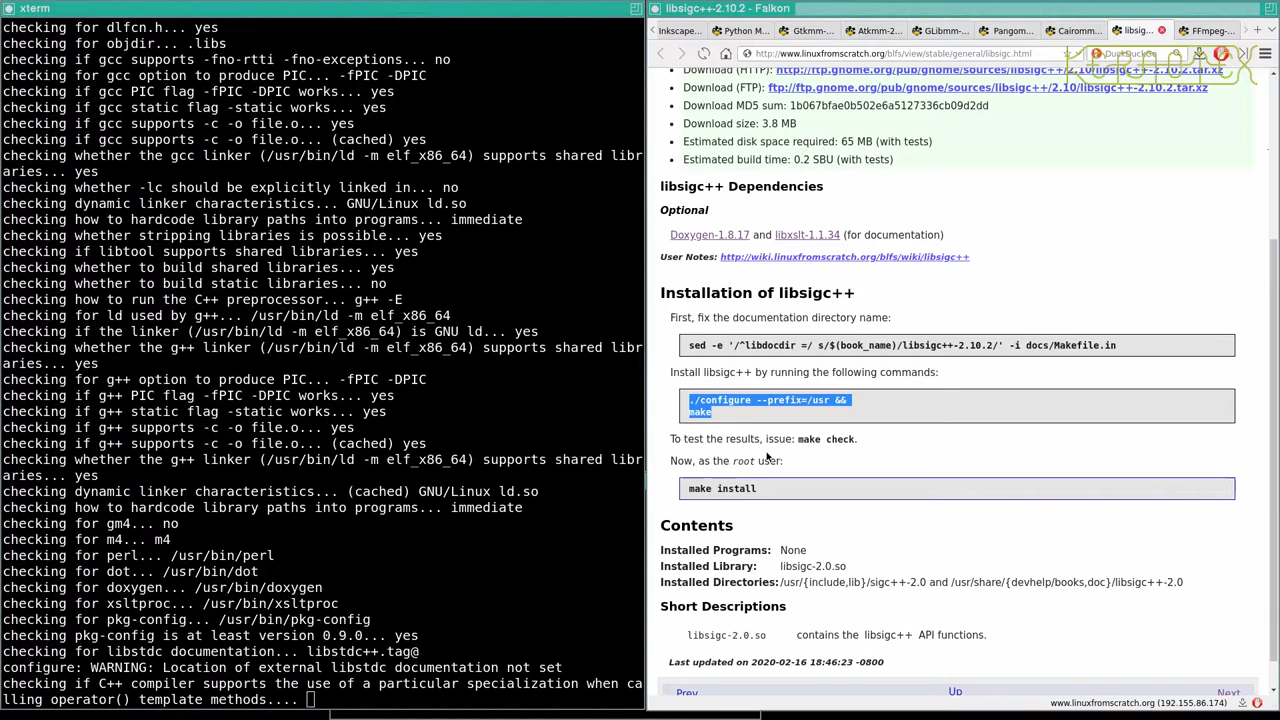 xterm
checking for dlfcn.h... yes
checking for objdir... .libs
checking if gcc supports -fno-rtti -fno-exceptions... no
checking for gcc option to produce PIC... -fPIC -DPIC
checking if gcc PIC flag -fPIC -DPIC works... yes
checking if gcc static flag -static works... yes
checking if gcc supports -c -o file.o... yes
checking if gcc supports -c -o file.o... (cached) yes
checking whether the gcc linker (/usr/bin/ld -m elf_x86_64) supports shared libr
aries... yes
checking whether -lc should be explicitly linked in... no
checking dynamic linker characteristics... GNU/Linux ld.so
checking how to hardcode library paths into programs... immediate
checking whether stripping libraries is possible... yes
checking if libtool supports shared libraries... yes
checking whether to build shared libraries... yes
checking whether to build static libraries... no
checking how to run the C++ preprocessor... g++ -E
checking for ld used by g++... /usr/bin/ld -m elf_x86_64
checking if the linker (/usr/bin/ld -m elf_x86_64) is GNU ld... yes
checking whether the g++ linker (/usr/bin/ld -m elf_x86_64) supports shared libr
aries... yes
checking for g++ option to produce PIC... -fPIC -DPIC
checking if g++ PIC flag -fPIC -DPIC works... yes
checking if g++ static flag -static works... yes
checking if g++ supports -c -o file.o... yes
checking if g++ supports -c -o file.o... (cached) yes
checking whether the g++ linker (/usr/bin/ld -m elf_x86_64) supports shared libr
aries... yes
checking dynamic linker characteristics... (cached) GNU/Linux ld.so
checking how to hardcode library paths into programs... immediate
checking for gm4... no
checking for m4... m4
checking for perl... /usr/bin/perl
checking for dot... /usr/bin/dot
checking for doxygen... /usr/bin/doxygen
checking for xsltproc... /usr/bin/xsltproc
checking for pkg-config... /usr/bin/pkg-config
checking pkg-config is at least version 0.9.0... yes
checking for libstdc documentation... libstdc++.tag@
configure: WARNING: Location of external libstdc documentation not set
checking if C++ compiler supports the use of a particular specialization when ca
lling operator() template methods....
libsigc++-2.10.2 - Falkon
Inkscape... Python M... Gtkmm-... Atkmm-2... GLibmm-... Pangom... Cairomm... libsig... FFmpeg-...
http://www.linuxfromscratch.org/blfs/view/stable/general/libsigc.html DuckDuckGo
Download (HTTP): http://ftp.gnome.org/pub/gnome/sources/libsigc++/2.10/libsigc++-2.10.2.tar.xz
Download (FTP): ftp://ftp.gnome.org/pub/gnome/sources/libsigc++/2.10/libsigc++-2.10.2.tar.xz
Download MD5 sum: 1b067bfae0b502e6a5127336cb09d2dd
Download size: 3.8 MB
Estimated disk space required: 65 MB (with tests)
Estimated build time: 0.2 SBU (with tests)
libsigc++ Dependencies
Optional
Doxygen-1.8.17 and libxslt-1.1.34 (for documentation)
User Notes: http://wiki.linuxfromscratch.org/blfs/wiki/libsigc++
Installation of libsigc++
First, fix the documentation directory name:
sed -e '/^libdocdir =/ s/$(book_name)/libsigc++-2.10.2/' -i docs/Makefile.in
Install libsigc++ by running the following commands:
./configure --prefix=/usr &&
make
To test the results, issue: make check.
Now, as the root user:
make install
Contents
Installed Programs: None
Installed Library: libsigc-2.0.so
Installed Directories: /usr/{include,lib}/sigc++-2.0 and /usr/share/{devhelp/books,doc}/libsigc++-2.0
Short Descriptions
libsigc-2.0.so contains the libsigc++ API functions.
Last updated on 2020-02-16 18:46:23 -0800
Prev Up Next
www.linuxfromscratch.org (192.155.86.174)